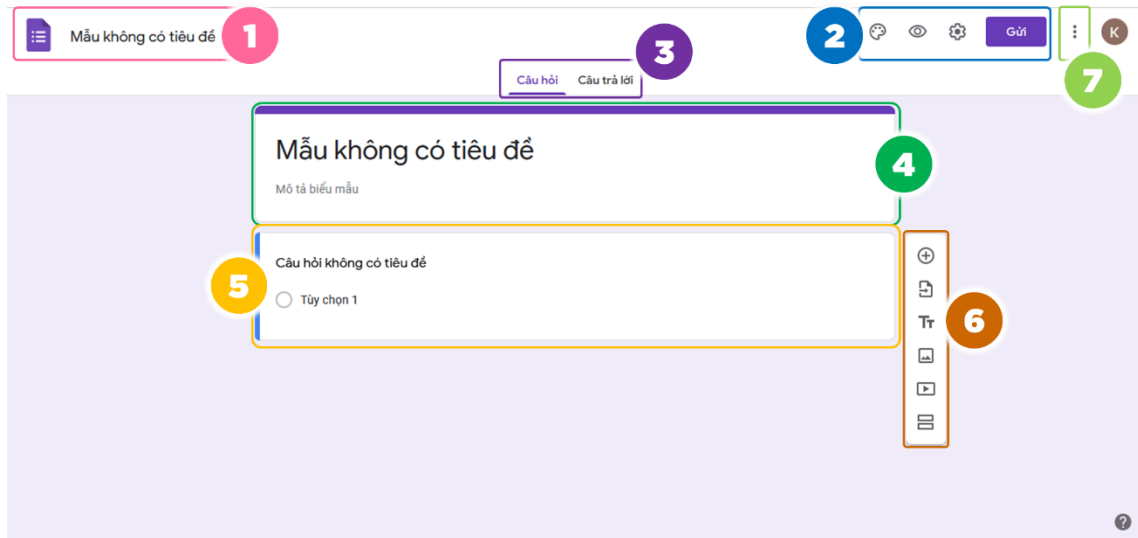 Mẫu không có tiêu đề
1
2
Gửi
K
3
7
Câu hỏi
Câu trả lời
Mẫu không có tiêu đề
Mô tả biểu mẫu
4
Câu hỏi không có tiêu đề
Tùy chọn 1
5
Tт
6
?